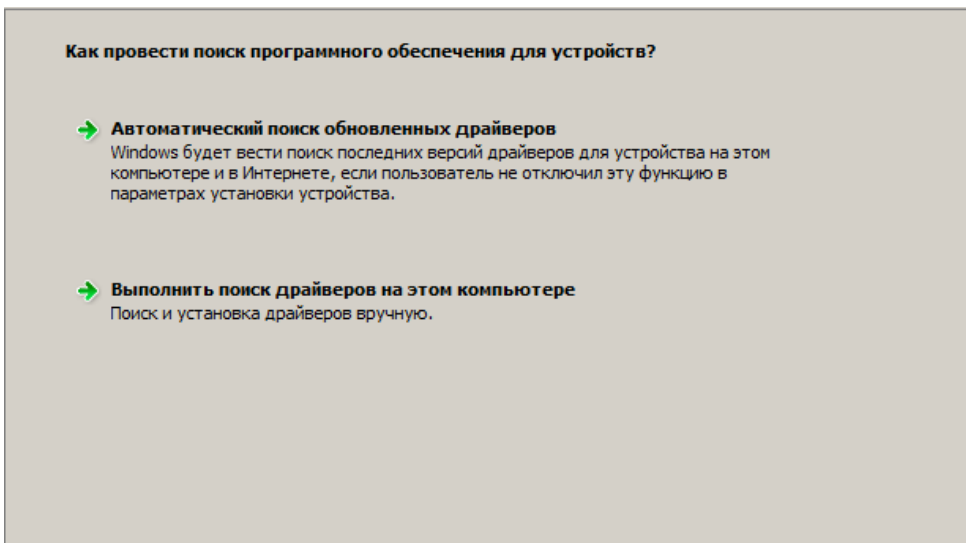 Как провести поиск программного обеспечения для устройств?
Автоматический поиск обновленных драйверов
Windows будет вести поиск последних версий драйверов для устройства на этом
компьютере и в Интернете, если пользователь не отключил эту функцию в
параметрах установки устройства.
Выполнить поиск драйверов на этом компьютере
Поиск и установка драйверов вручную.